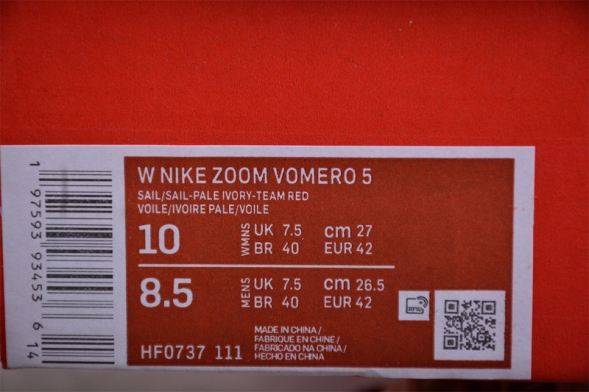 W NIKE ZOOM VOMERO 5
SAIL/SAIL-PALE IVORY-TEAM RED
VOILE/IVOIRE PALE/VOILE
10 WMNS UK 7.5 cm 27
BR 40 EUR 42
8.5 MENS UK 7.5 cm 26.5
BR 40 EUR 42
RFID
MADE IN CHINA /
FABRIQUE EN CHINE /
FABRICADO NA CHINA /
HECHO EN CHINA
HF0737 111
1 97593 93453 6 14